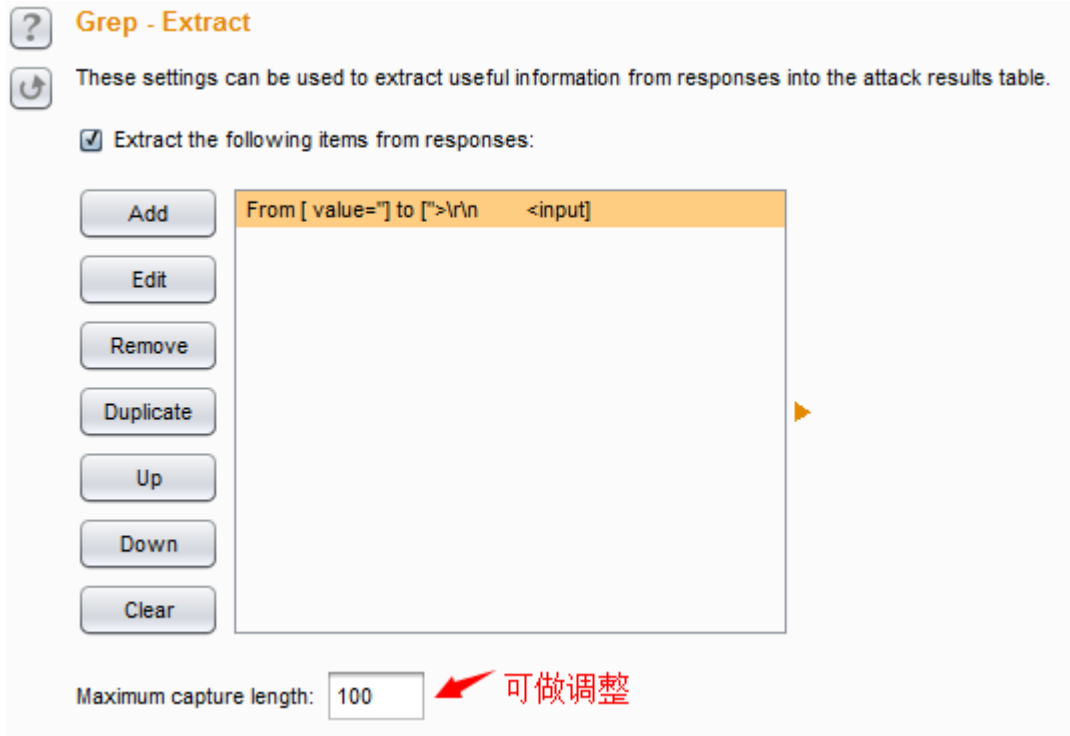 ?
Grep - Extract
These settings can be used to extract useful information from responses into the attack results table.
Extract the following items from responses:
Add
From [ value="] to [">\r\n        <input]
Edit
Remove
Duplicate
Up
Down
Clear
Maximum capture length: 100 可做调整